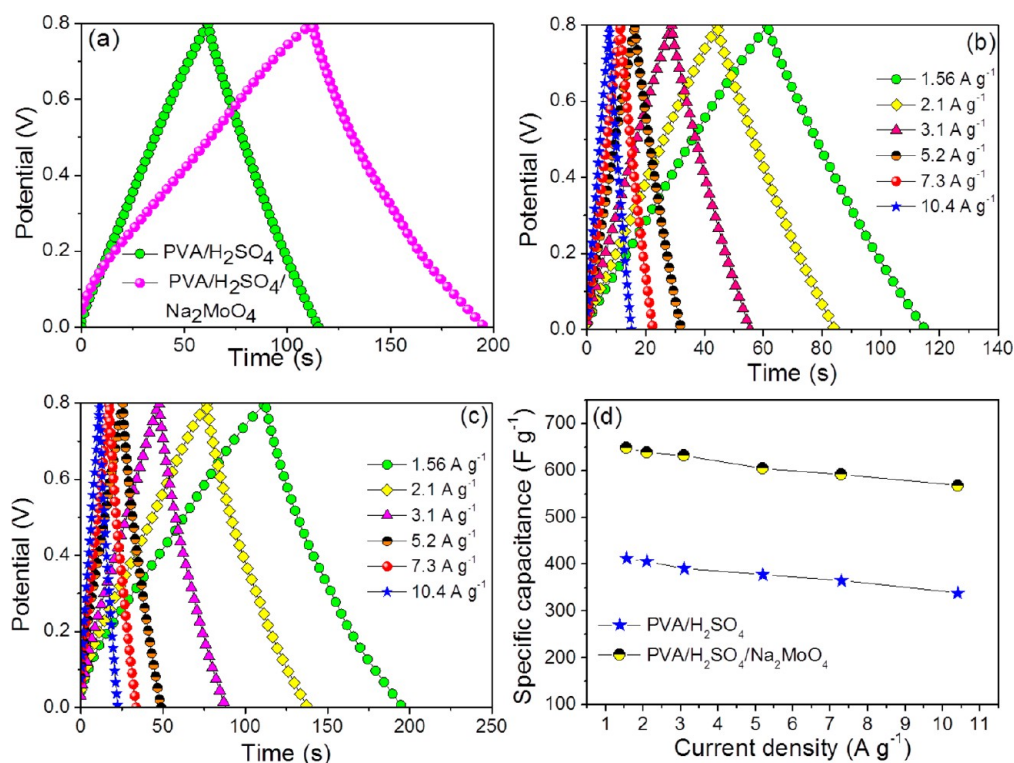 (a)
0.8
0.6
0.4
0.2
0.0
Potential (V)
PVA/H₂SO₄
PVA/H₂SO₄/
Na₂MoO₄
0 50 100 150 200
Time (s)
(b)
0.8
0.6
0.4
0.2
0.0
Potential (V)
1.56 A g⁻¹
2.1 A g⁻¹
3.1 A g⁻¹
5.2 A g⁻¹
7.3 A g⁻¹
10.4 A g⁻¹
0 20 40 60 80 100 120 140
Time (s)
(c)
0.8
0.6
0.4
0.2
0.0
Potential (V)
1.56 A g⁻¹
2.1 A g⁻¹
3.1 A g⁻¹
5.2 A g⁻¹
7.3 A g⁻¹
10.4 A g⁻¹
0 50 100 150 200 250
Time (s)
(d)
700
600
500
400
300
200
100
Specific capacitance (F g⁻¹)
PVA/H₂SO₄
PVA/H₂SO₄/Na₂MoO₄
1 2 3 4 5 6 7 8 9 10 11
Current density (A g⁻¹)